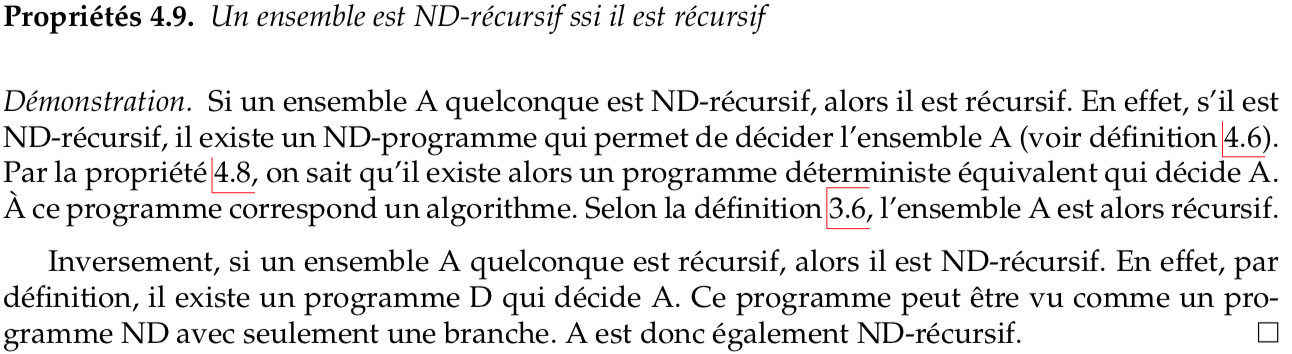 Propriétés 4.9. Un ensemble est ND-récursif ssi il est récursif
Démonstration. Si un ensemble A quelconque est ND-récursif, alors il est récursif. En effet, s'il est
ND-récursif, il existe un ND-programme qui permet de décider l'ensemble A (voir définition 4.6).
Par la propriété 4.8, on sait qu'il existe alors un programme déterministe équivalent qui décide A.
À ce programme correspond un algorithme. Selon la définition 3.6, l'ensemble A est alors récursif.
Inversement, si un ensemble A quelconque est récursif, alors il est ND-récursif. En effet, par
définition, il existe un programme D qui décide A. Ce programme peut être vu comme un pro-
gramme ND avec seulement une branche. A est donc également ND-récursif. □